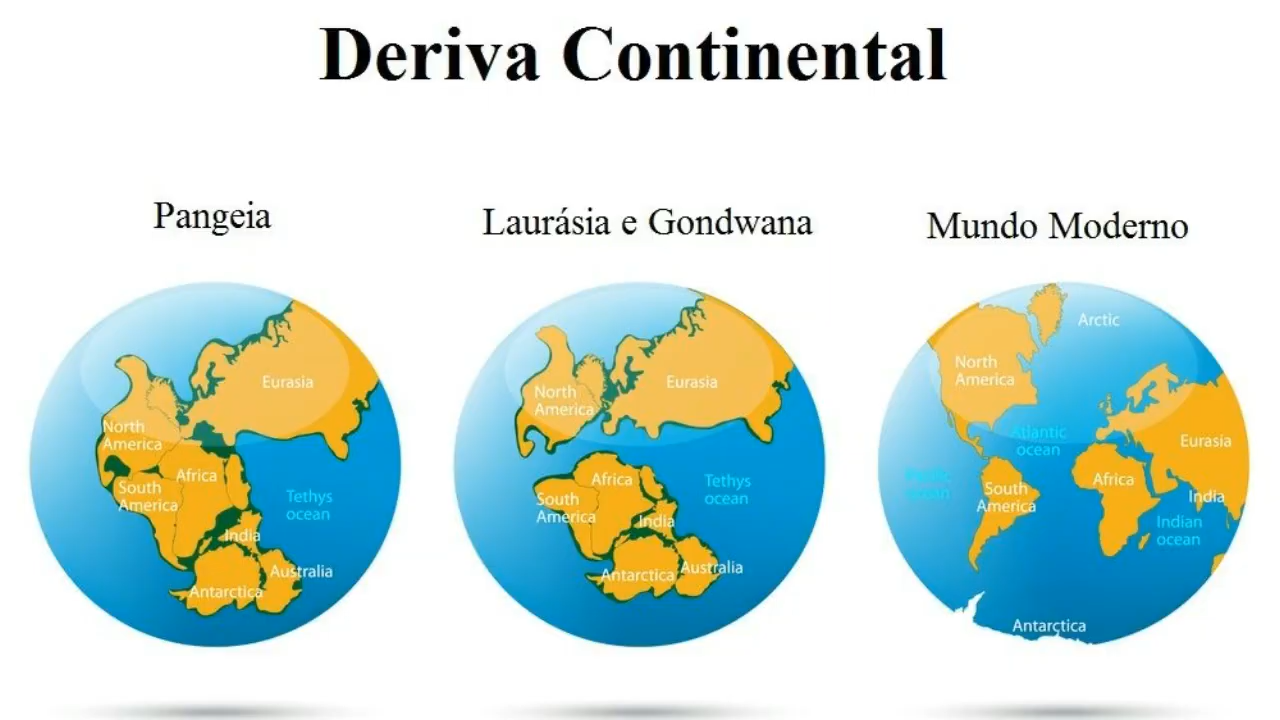 Deriva Continental
Pangeia
Laurásia e Gondwana
Mundo Moderno
Eurasia
North
America
Africa
South
America
Tethys
ocean
India
Australia
Antarctica
North
America
Eurasia
Africa
South
America
Tethys
ocean
India
Antarctica
Australia
Arctic
North
America
Atlantic
ocean
Eurasia
Pacific
ocean
Africa
South
America
India
Indian
ocean
Antarctica